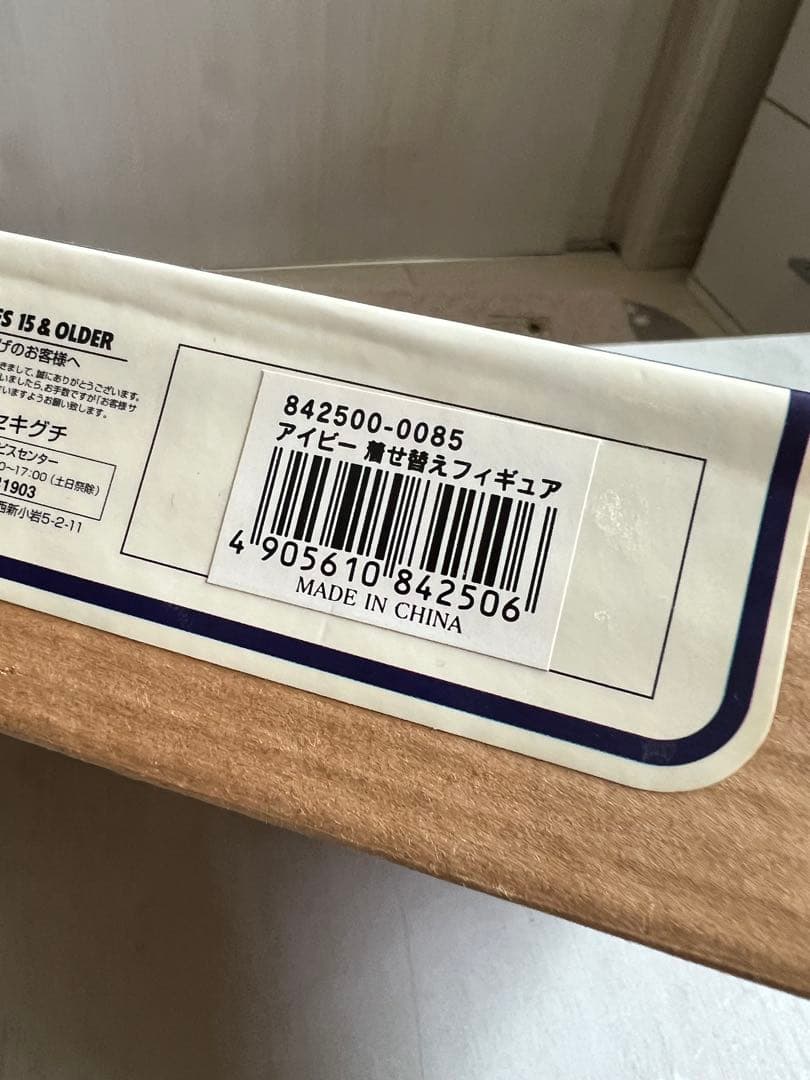 15 & OLDER
げのお客様へ
きまして、誠にありがとうございます。
いましたら、お手数ですが「お客様サ
いますようお願い致します。
セキグチ
ビスセンター
0〜17:00（土日祭除）
1903
西新小岩5-2-11
842500-0085
アイビー 着せ替えフィギュア
4 905610 842506
MADE IN CHINA